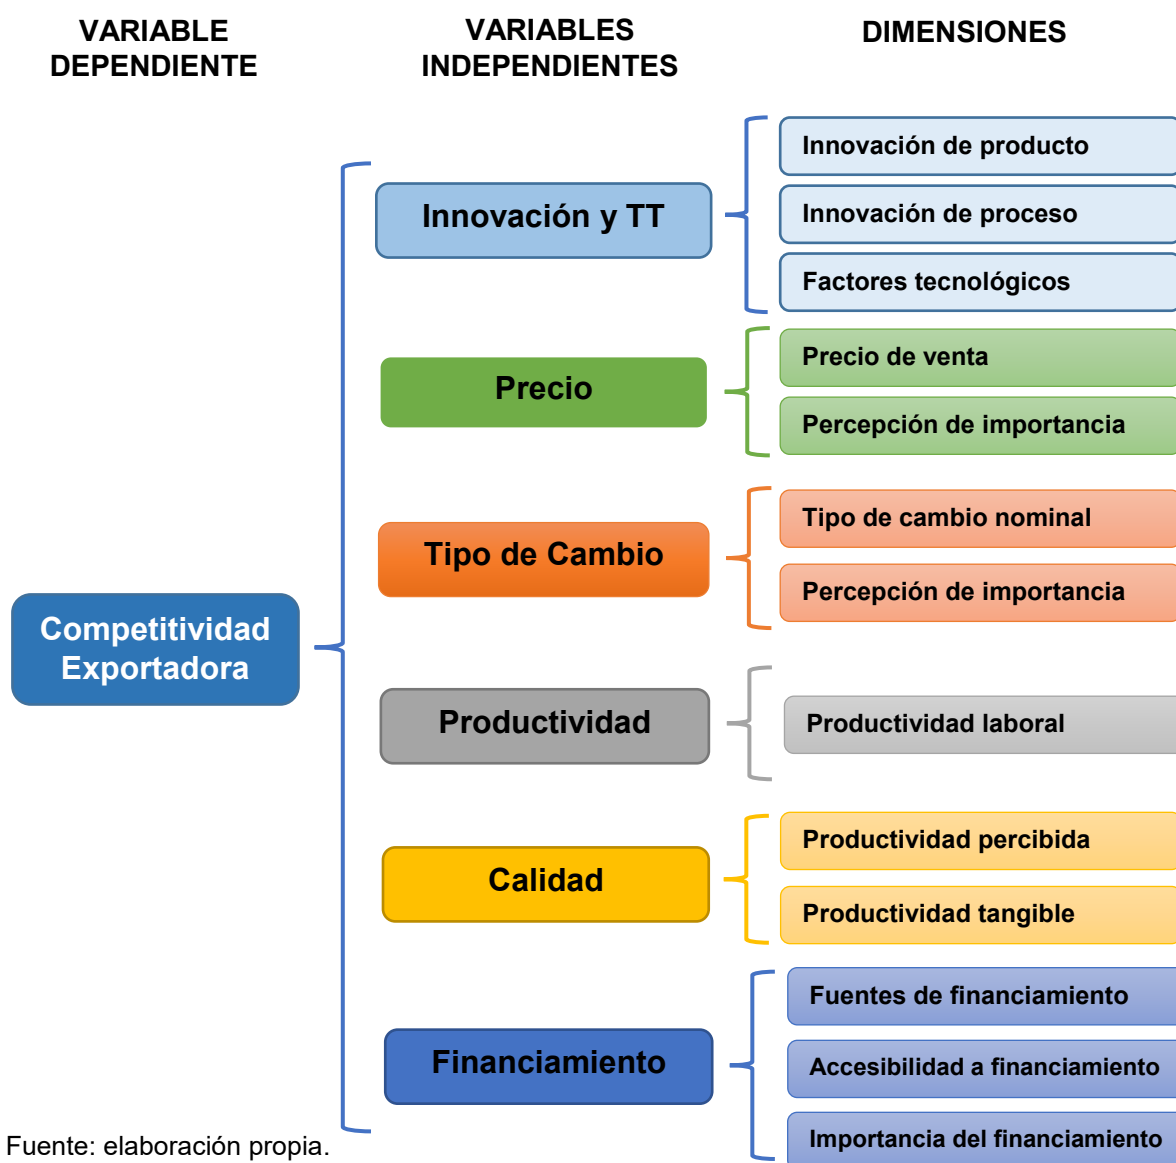 VARIABLE
DEPENDIENTE
VARIABLES
INDEPENDIENTES
DIMENSIONES
Competitividad
Exportadora
Innovación y TT
Innovación de producto
Innovación de proceso
Factores tecnológicos
Precio
Precio de venta
Percepción de importancia
Tipo de Cambio
Tipo de cambio nominal
Percepción de importancia
Productividad
Productividad laboral
Calidad
Productividad percibida
Productividad tangible
Financiamiento
Fuentes de financiamiento
Accesibilidad a financiamiento
Importancia del financiamiento
Fuente: elaboración propia.